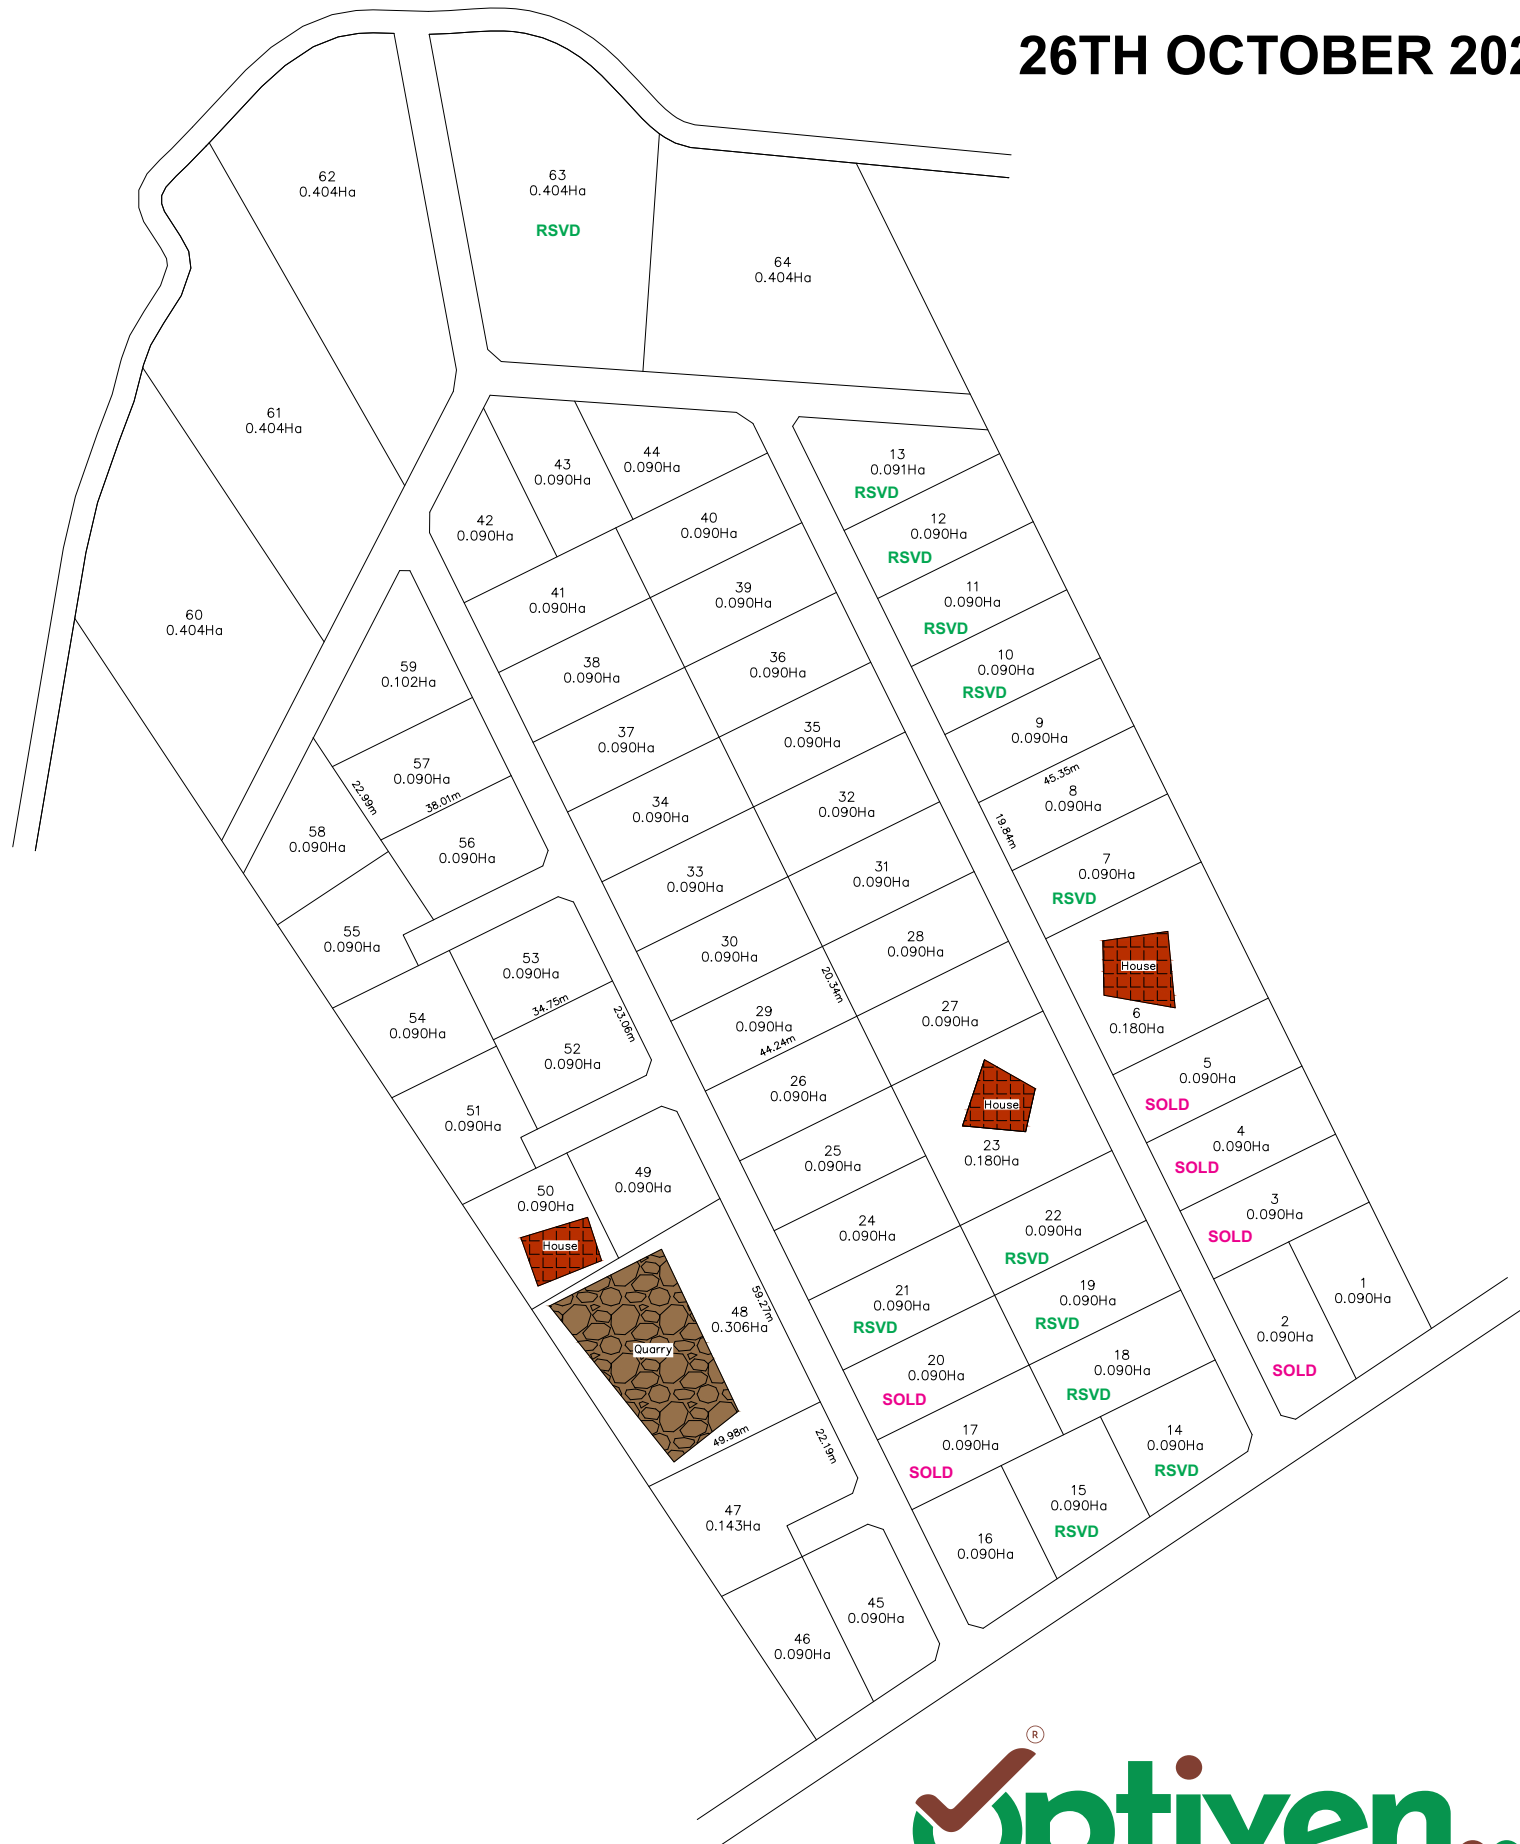 26TH OCTOBER 202
62
0.404Ha
63
0.404Ha
RSVD
64
0.404Ha
61
0.404Ha
60
0.404Ha
44
0.090Ha
43
0.090Ha
42
0.090Ha
13
0.091Ha
RSVD
12
0.090Ha
RSVD
11
0.090Ha
RSVD
10
0.090Ha
RSVD
9
0.090Ha
45.35m
8
0.090Ha
19.84m
7
0.090Ha
RSVD
House
6
0.180Ha
5
0.090Ha
SOLD
4
0.090Ha
SOLD
3
0.090Ha
SOLD
1
0.090Ha
2
0.090Ha
SOLD
40
0.090Ha
41
0.090Ha
39
0.090Ha
38
0.090Ha
36
0.090Ha
37
0.090Ha
35
0.090Ha
34
0.090Ha
32
0.090Ha
33
0.090Ha
31
0.090Ha
30
0.090Ha
28
0.090Ha
20.34m
29
0.090Ha
44.24m
27
0.090Ha
26
0.090Ha
House
23
0.180Ha
25
0.090Ha
24
0.090Ha
22
0.090Ha
RSVD
21
0.090Ha
RSVD
19
0.090Ha
RSVD
20
0.090Ha
SOLD
18
0.090Ha
RSVD
17
0.090Ha
SOLD
14
0.090Ha
RSVD
15
0.090Ha
RSVD
16
0.090Ha
59
0.102Ha
57
0.090Ha
22.99m
38.01m
58
0.090Ha
56
0.090Ha
55
0.090Ha
53
0.090Ha
34.75m
23.06m
54
0.090Ha
52
0.090Ha
51
0.090Ha
49
0.090Ha
50
0.090Ha
House
59.27m
48
0.306Ha
Quarry
49.98m
22.19m
47
0.143Ha
45
0.090Ha
46
0.090Ha
®
Optiven